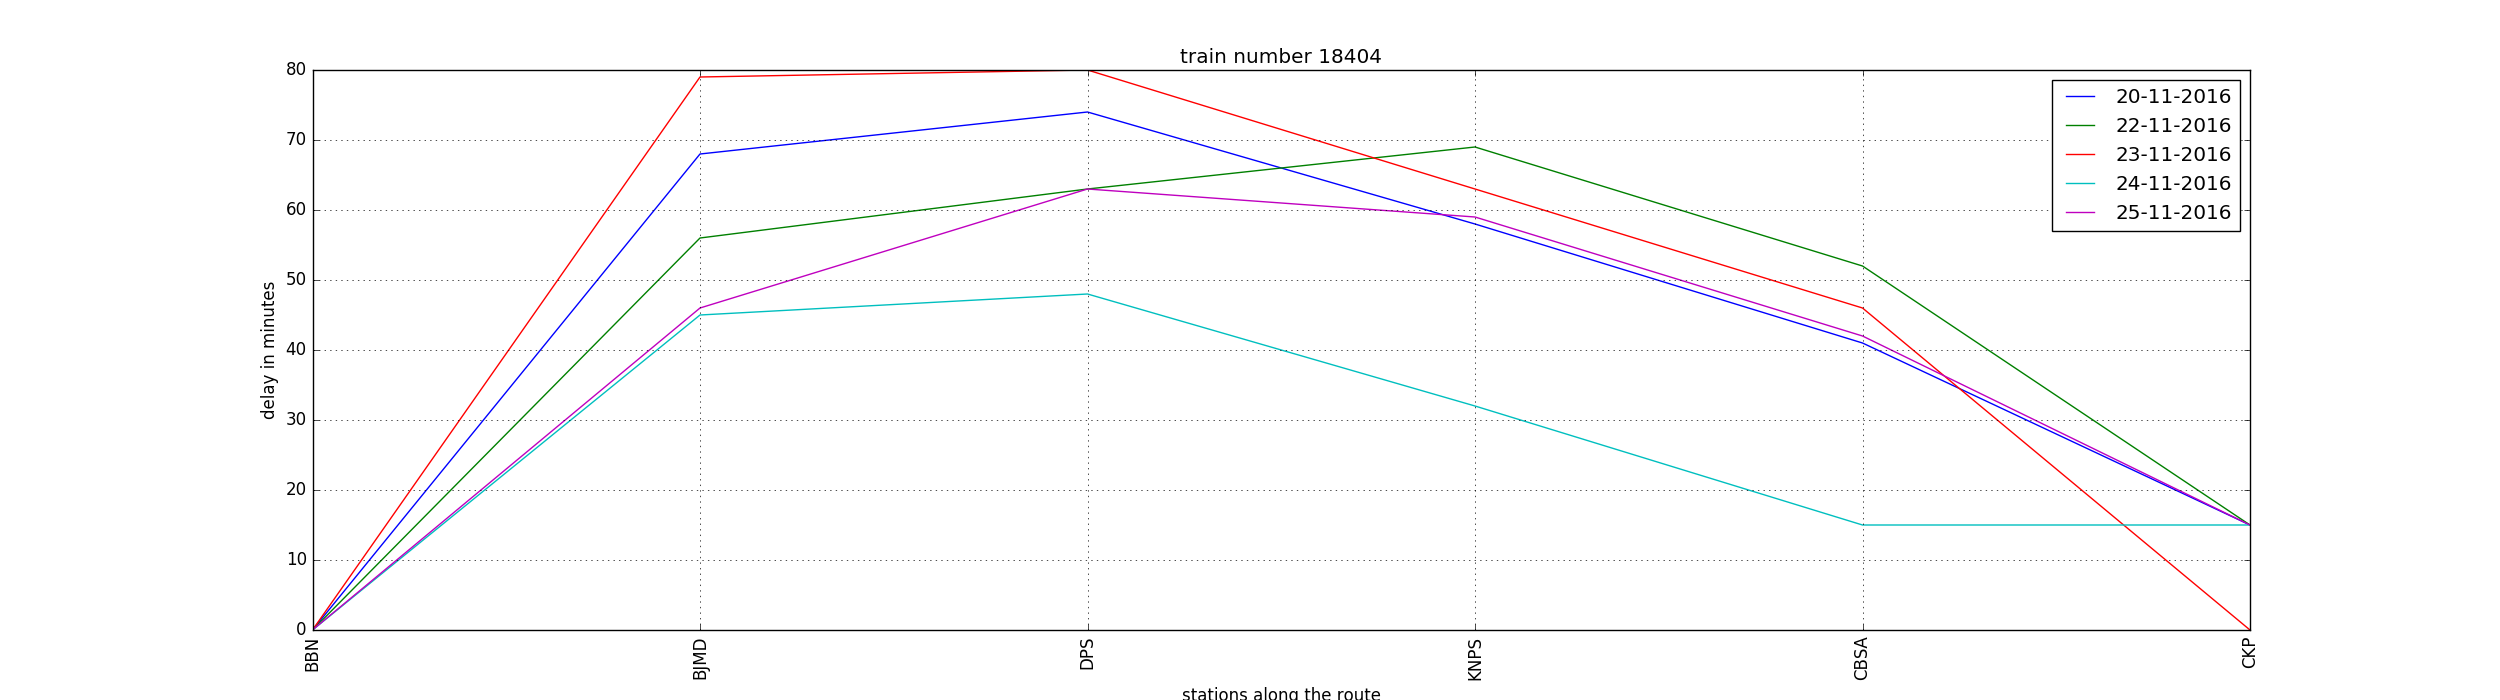 train number 18404
80
70
60
50
40
30
20
10
0
delay in minutes
20-11-2016
22-11-2016
23-11-2016
24-11-2016
25-11-2016
BBN
BJMD
DPS
KNPS
CBSA
CKP
stations along the route